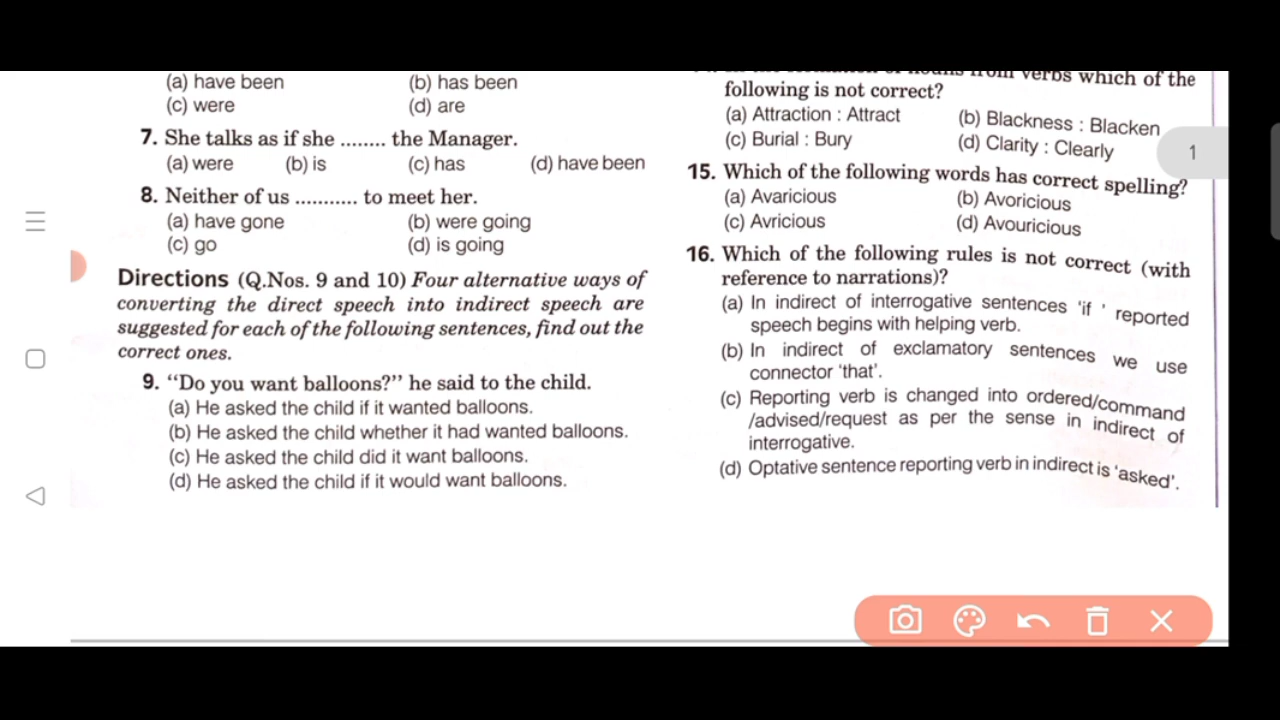 (a) have been (b) has been
(c) were (d) are
7. She talks as if she ........ the Manager.
(a) were (b) is (c) has (d) have been
8. Neither of us ........... to meet her.
(a) have gone (b) were going
(c) go (d) is going
Directions (Q.Nos. 9 and 10) Four alternative ways of
converting the direct speech into indirect speech are
suggested for each of the following sentences, find out the
correct ones.
9. “Do you want balloons?” he said to the child.
(a) He asked the child if it wanted balloons.
(b) He asked the child whether it had wanted balloons.
(c) He asked the child did it want balloons.
(d) He asked the child if it would want balloons.
nouns from verbs which of the
following is not correct?
(a) Attraction : Attract (b) Blackness : Blacken
(c) Burial : Bury (d) Clarity : Clearly
15. Which of the following words has correct spelling?
(a) Avaricious (b) Avoricious
(c) Avricious (d) Avouricious
16. Which of the following rules is not correct (with
reference to narrations)?
(a) In indirect of interrogative sentences ‘if ’ reported
speech begins with helping verb.
(b) In indirect of exclamatory sentences we use
connector ‘that’.
(c) Reporting verb is changed into ordered/command
/advised/request as per the sense in indirect of
interrogative.
(d) Optative sentence reporting verb in indirect is ‘asked’.
1